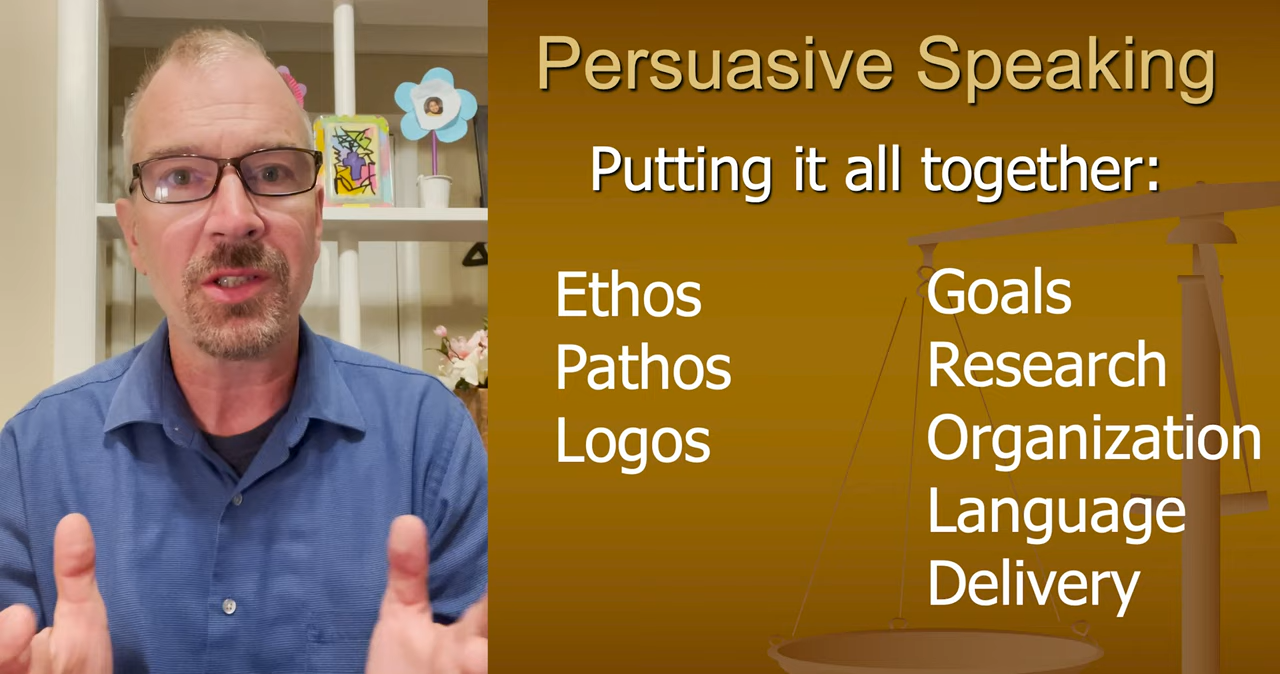 Persuasive Speaking
Putting it all together:
Ethos
Pathos
Logos
Goals
Research
Organization
Language
Delivery